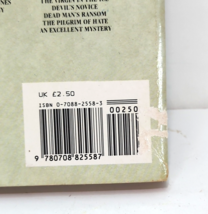 DEVIL'S NOVICE
DEAD MAN'S RANSOM
THE PILGRIM OF HATE
AN EXCELLENT MYSTERY
UK £2.50
ISBN 0-7088-2558-3
00250
9 780708 825587